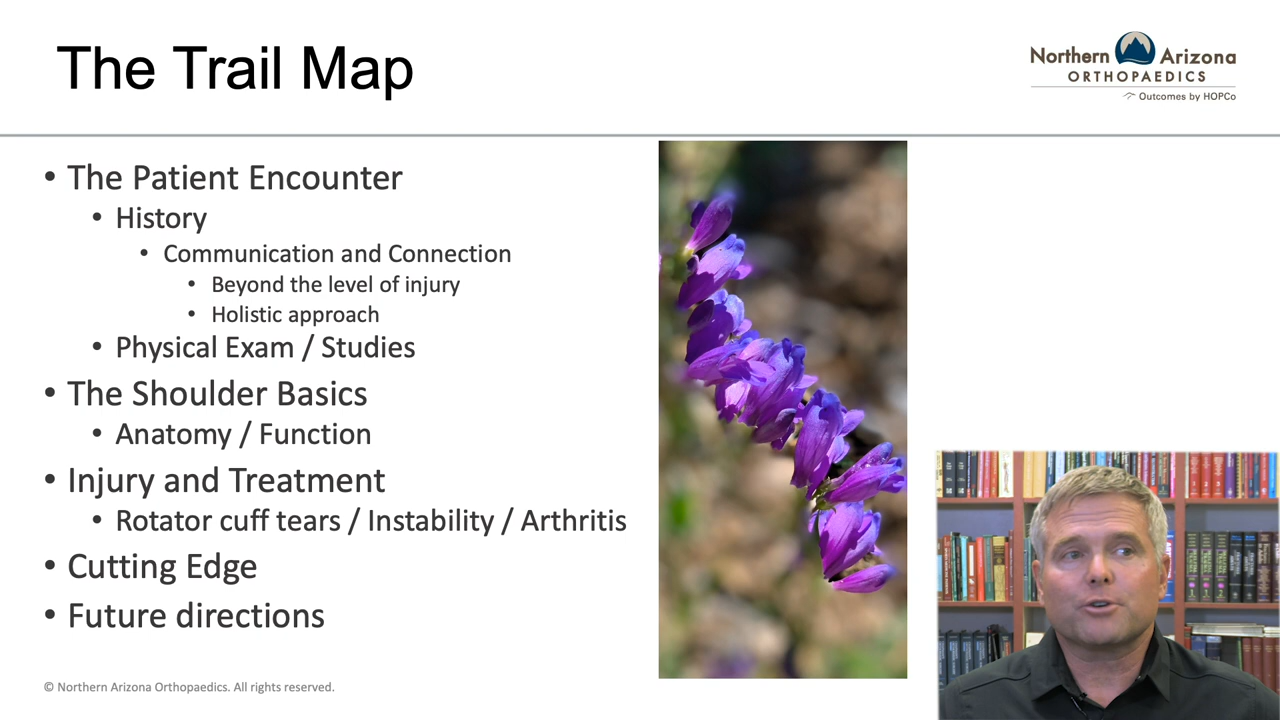 The Trail Map
Northern Arizona
ORTHOPAEDICS
Outcomes by HOPCo
• The Patient Encounter
• History
• Communication and Connection
• Beyond the level of injury
• Holistic approach
• Physical Exam / Studies
• The Shoulder Basics
• Anatomy / Function
• Injury and Treatment
• Rotator cuff tears / Instability / Arthritis
• Cutting Edge
• Future directions
© Northern Arizona Orthopaedics. All rights reserved.